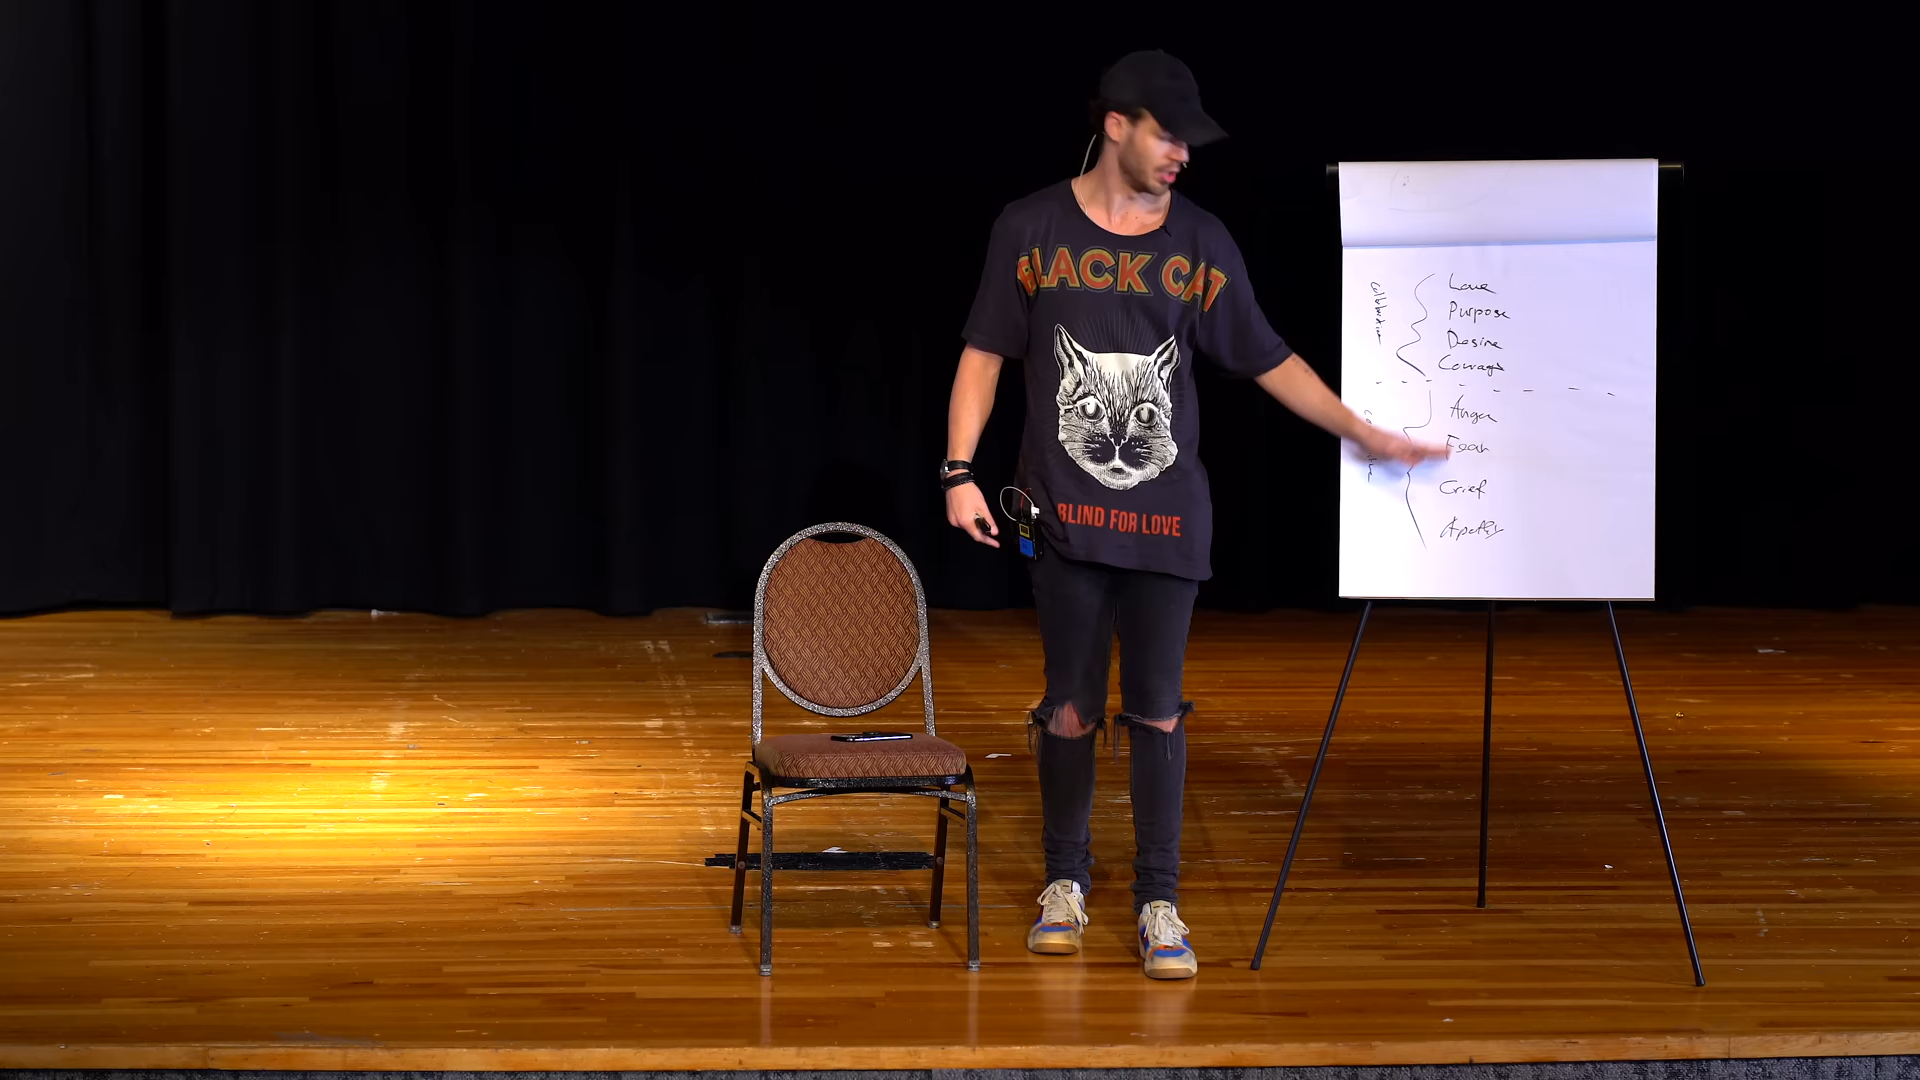 BLACK CAT
BLIND FOR LOVE
Love
Purpose
Desire
Courage
Anger
Fear
Grief
Apathy